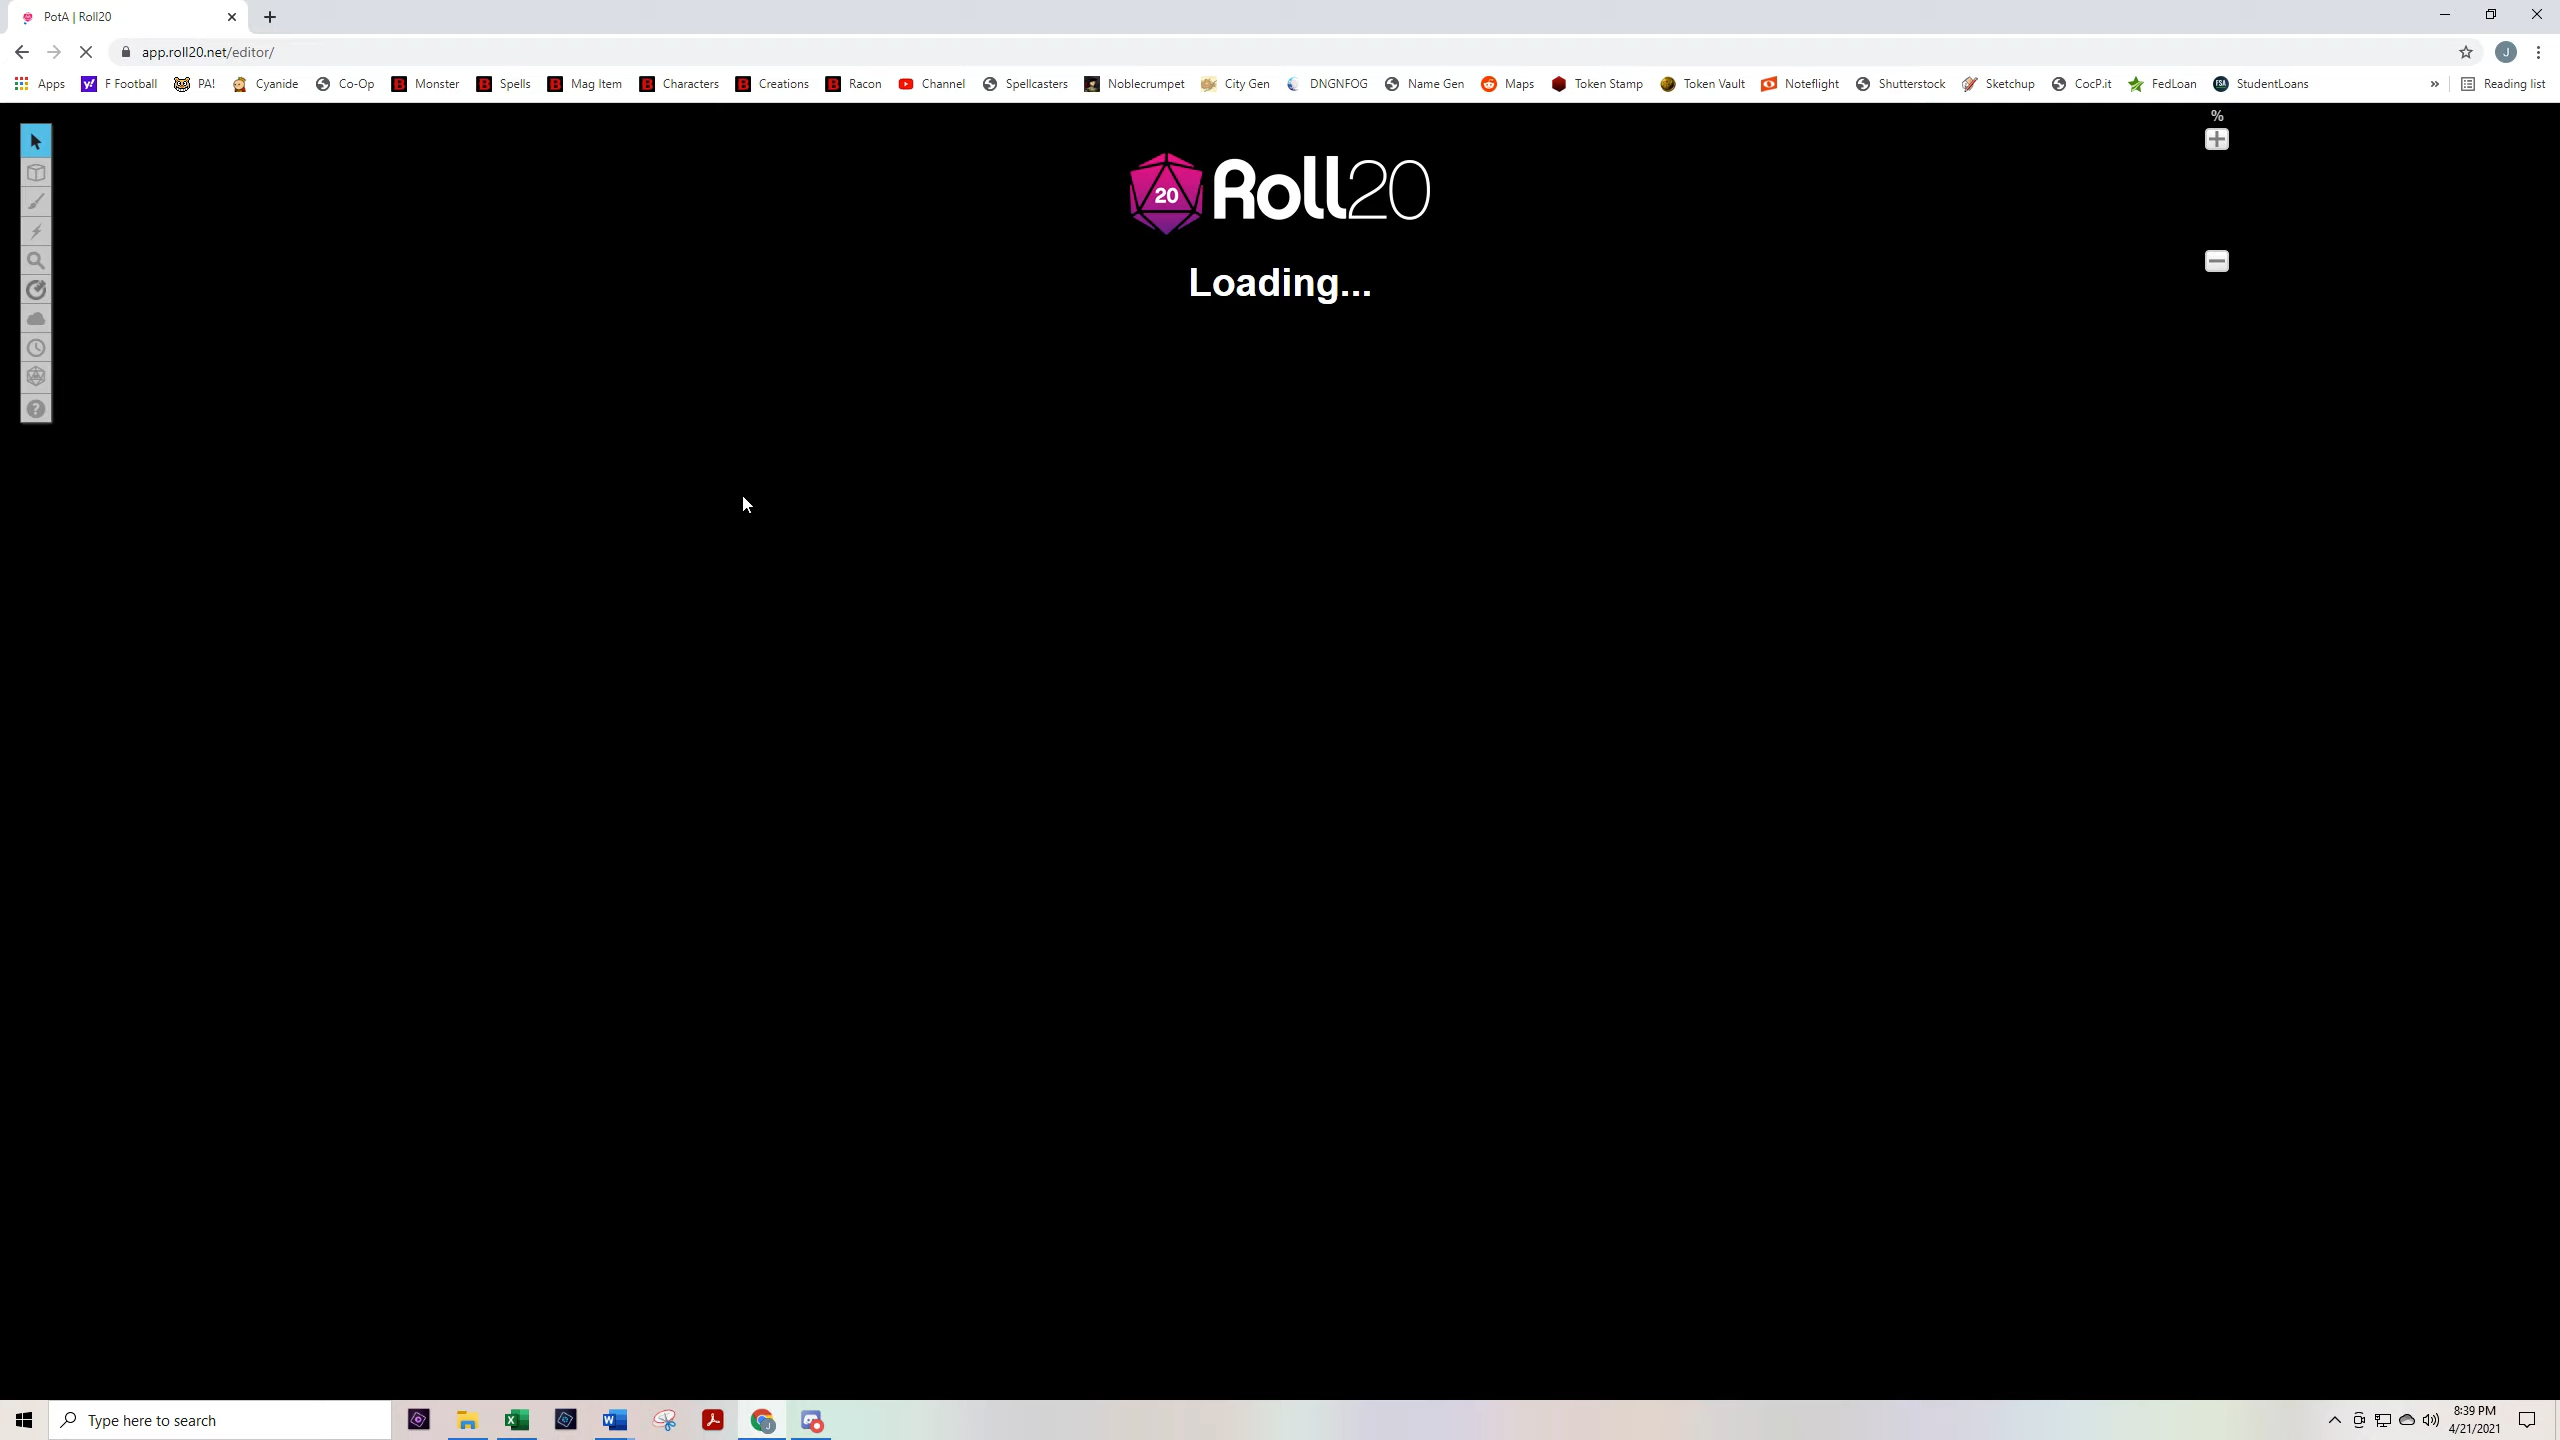 PotA | Roll20
app.roll20.net/editor/
Apps F Football PA! Cyanide Co-Op Monster Spells Mag Item Characters Creations Racon Channel Spellcasters Noblecrumpet City Gen DNGNFOG Name Gen Maps Token Stamp Token Vault Noteflight Shutterstock Sketchup CocP.it FedLoan StudentLoans » Reading list
%
20 Roll20
Loading...
Type here to search
8:39 PM
4/21/2021